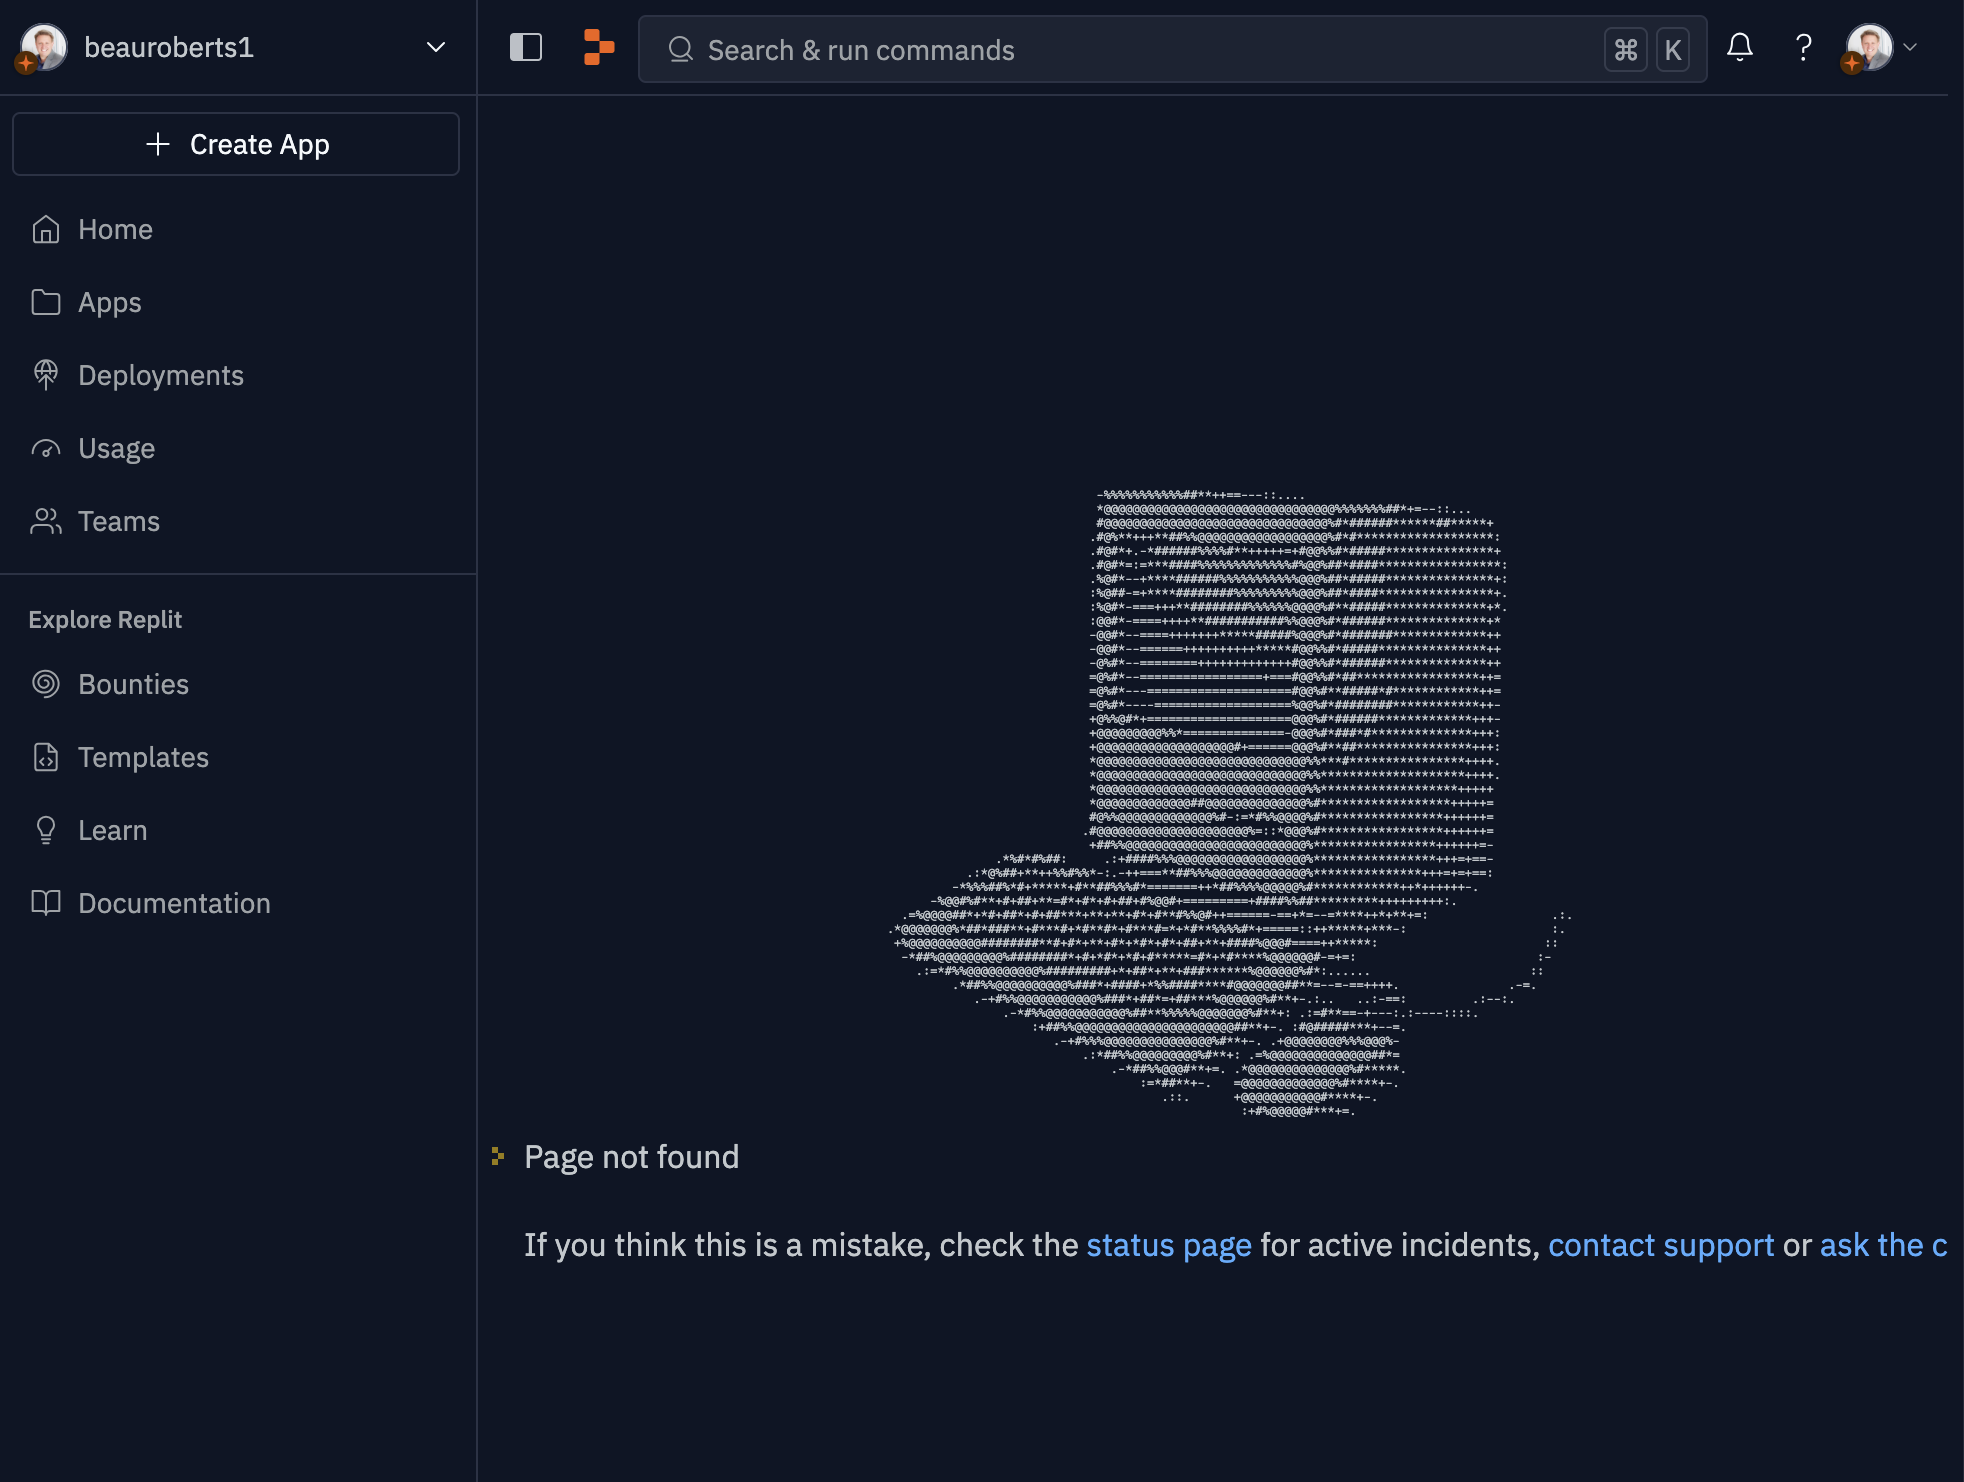 beauroberts1
Search & run commands
⌘ K
Create App
Home
Apps
Deployments
Usage
Teams
Explore Replit
Bounties
Templates
Learn
Documentation
Page not found
If you think this is a mistake, check the status page for active incidents, contact support or ask the c